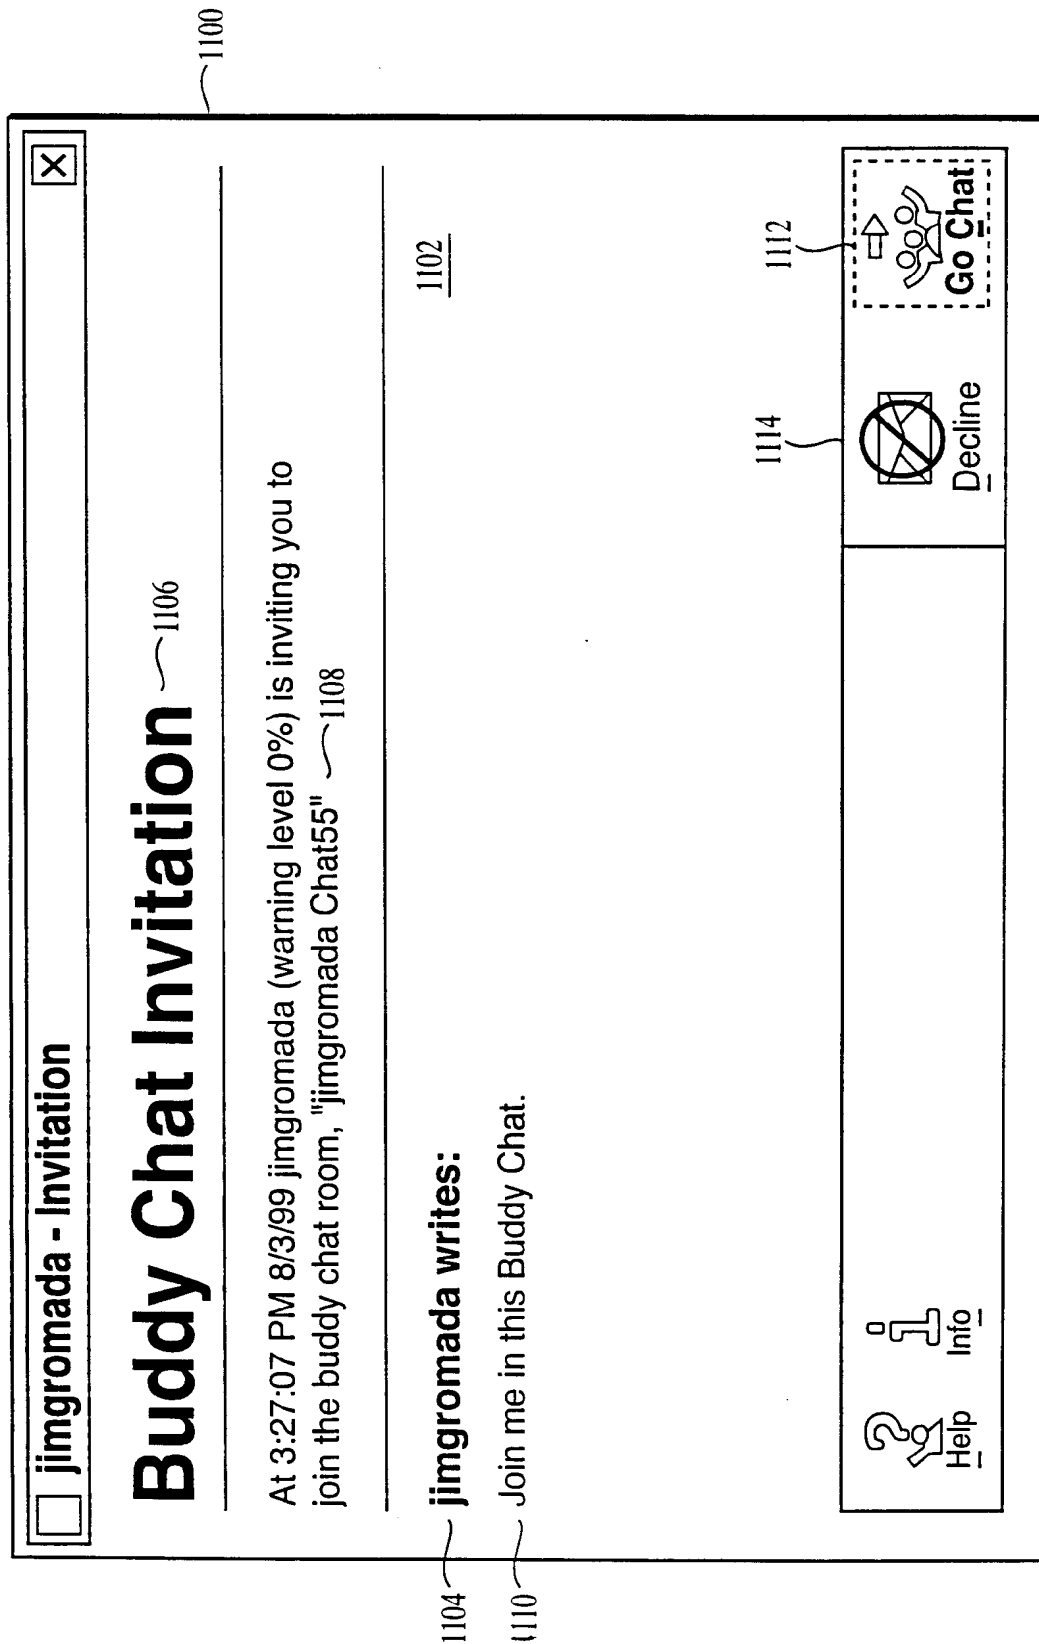 1100
jimgromada - Invitation
Buddy Chat Invitation
1106
At 3:27:07 PM 8/3/99 jimgromada (warning level 0%) is inviting you to
join the buddy chat room, "jimgromada Chat55"
1108
1104
jimgromada writes:
1102
1110
Join me in this Buddy Chat.
1114
1112
Help
Info
Decline
Go Chat